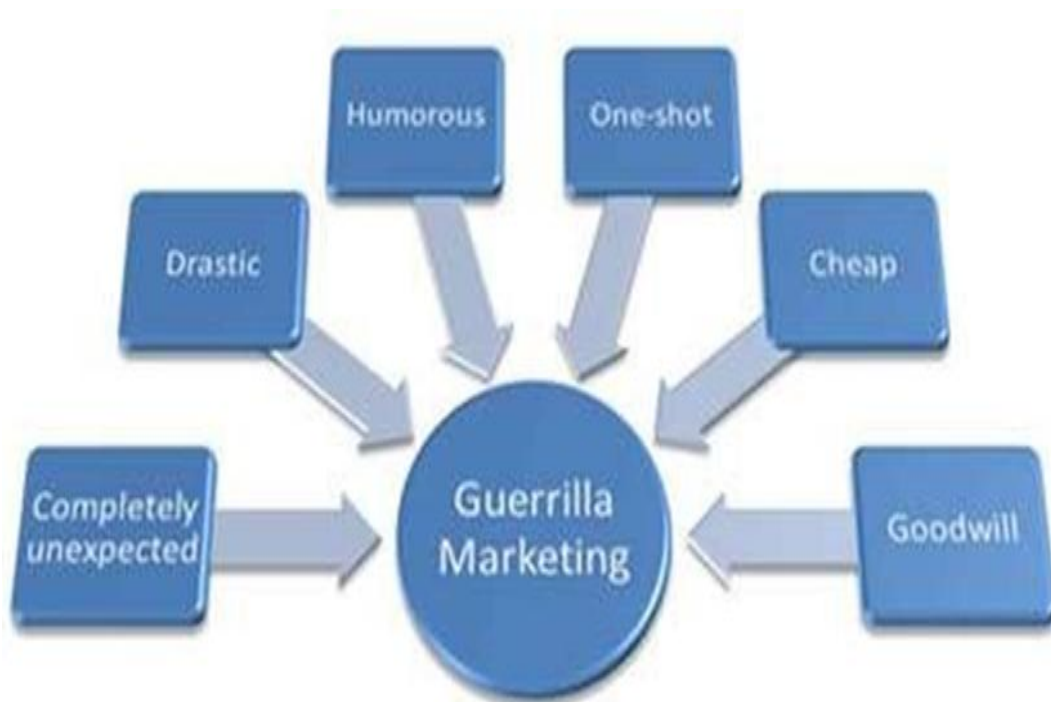 Humorous
One-shot
Drastic
Cheap
Completely
unexpected
Guerrilla
Marketing
Goodwill